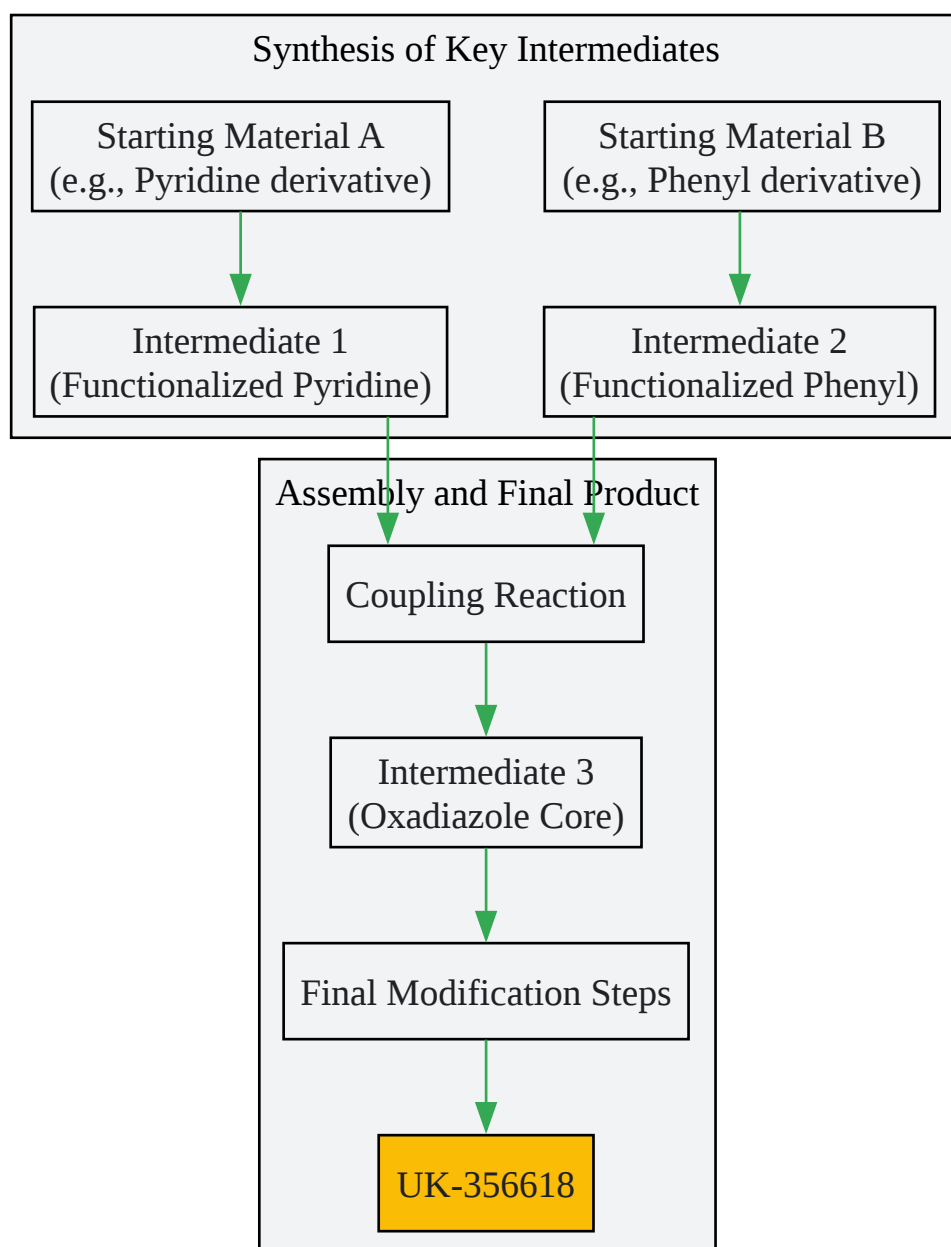 Synthesis of Key Intermediates
Starting Material A
(e.g., Pyridine derivative)
Starting Material B
(e.g., Phenyl derivative)
Intermediate 1
(Functionalized Pyridine)
Intermediate 2
(Functionalized Phenyl)
Assembly and Final Product
Coupling Reaction
Intermediate 3
(Oxadiazole Core)
Final Modification Steps
UK-356618